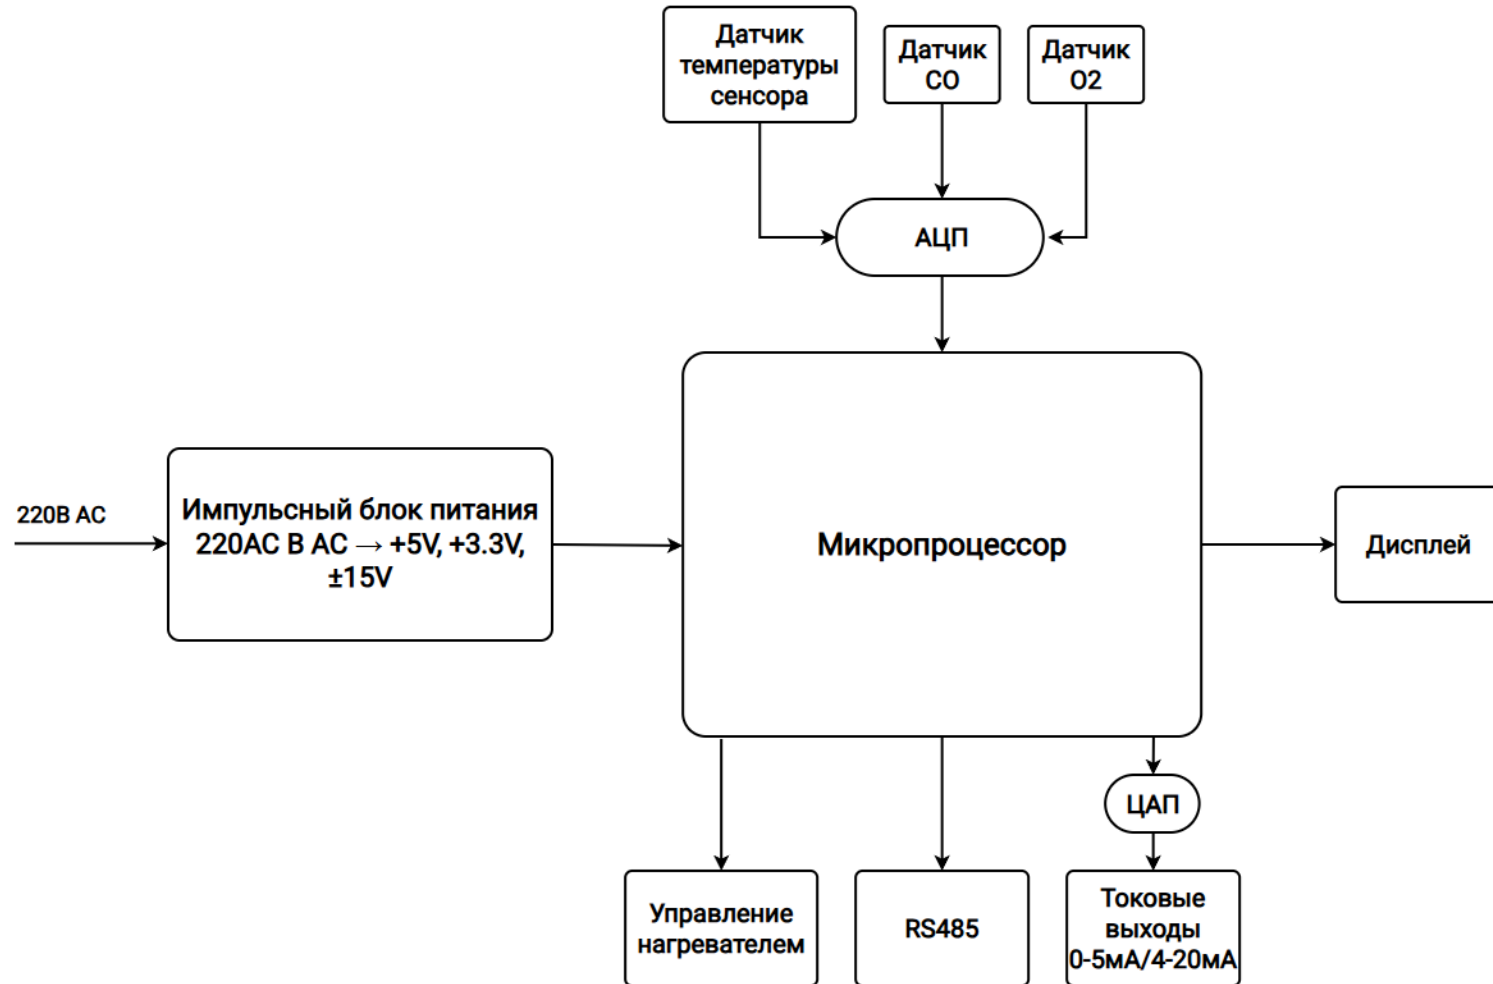 Датчик
температуры
сенсора
Датчик
CO
Датчик
O2
АЦП
220В AC
Импульсный блок питания
220AC В AC → +5V, +3.3V,
±15V
Микропроцессор
Дисплей
ЦАП
Управление
нагревателем
RS485
Токовые
выходы
0-5мА/4-20мА